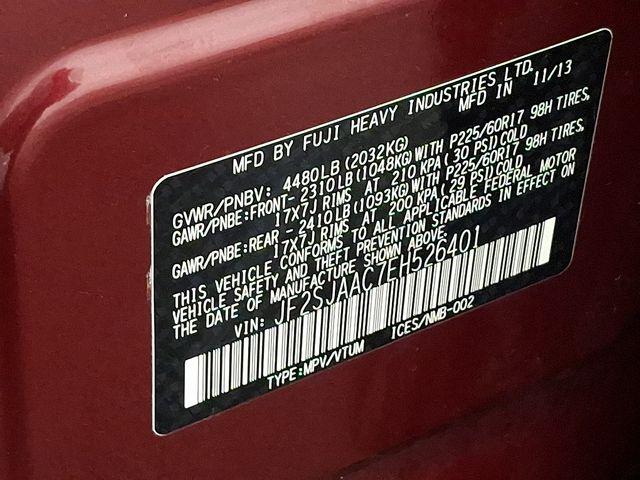 MFD BY FUJI HEAVY INDUSTRIES LTD.
MFD IN 11/13
GVWR/PNBV: 4480LB(2032KG)
GAWR/PNBE:FRONT- 2310LB(1048KG)WITH P225/60R17 98H TIRES,
17X7J RIMS AT 210 KPA(30 PSI)COLD
GAWR/PNBE:REAR - 2410LB(1093KG)WITH P225/60R17 98H TIRES,
17X7J RIMS AT 200 KPA(29 PSI)COLD
THIS VEHICLE CONFORMS TO ALL APPLICABLE FEDERAL MOTOR
VEHICLE SAFETY AND THEFT PREVENTION STANDARDS IN EFFECT ON
THE DATE OF MANUFACTURE SHOWN ABOVE.
VIN: JF2SJAAC7EH526401
TYPE:MPV/VTUM ICES/NMB-002